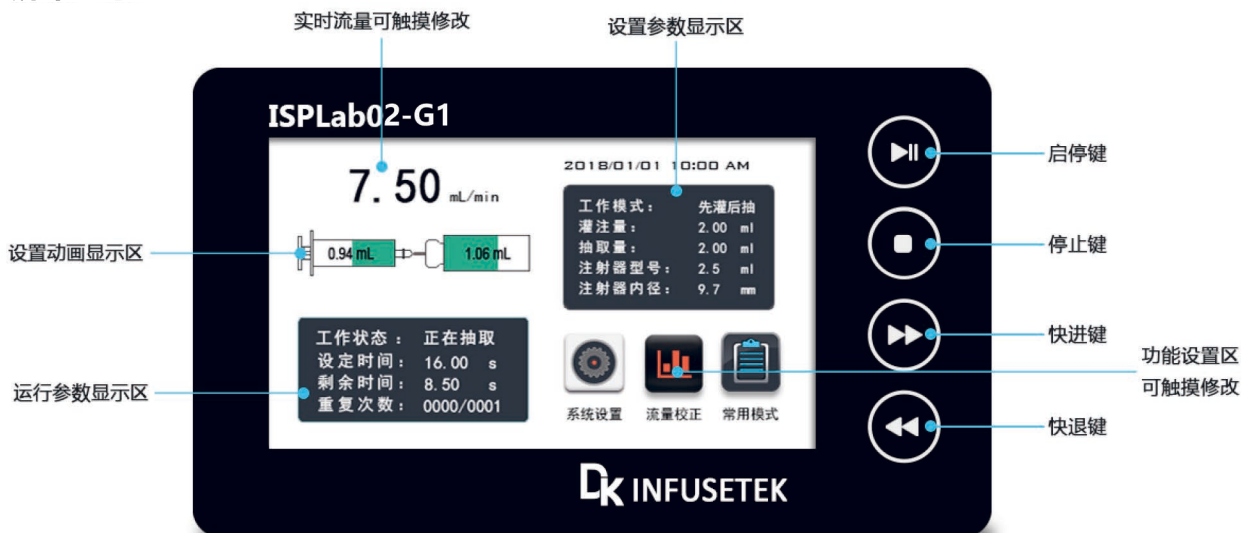 实时流量可触摸修改
设置参数显示区
ISPLab02-G1
7.50 mL/min
2018/01/01 10:00 AM
工作模式： 先灌后抽
灌注量： 2.00 ml
抽取量： 2.00 ml
注射器型号： 2.5 ml
注射器内径： 9.7 mm
设置动画显示区
0.94 mL
1.06 mL
工作状态： 正在抽取
设定时间： 16.00 s
剩余时间： 8.50 s
重复次数： 0000/0001
运行参数显示区
系统设置
流量校正
常用模式
启停键
停止键
快进键
功能设置区
可触摸修改
快退键
DK INFUSETEK